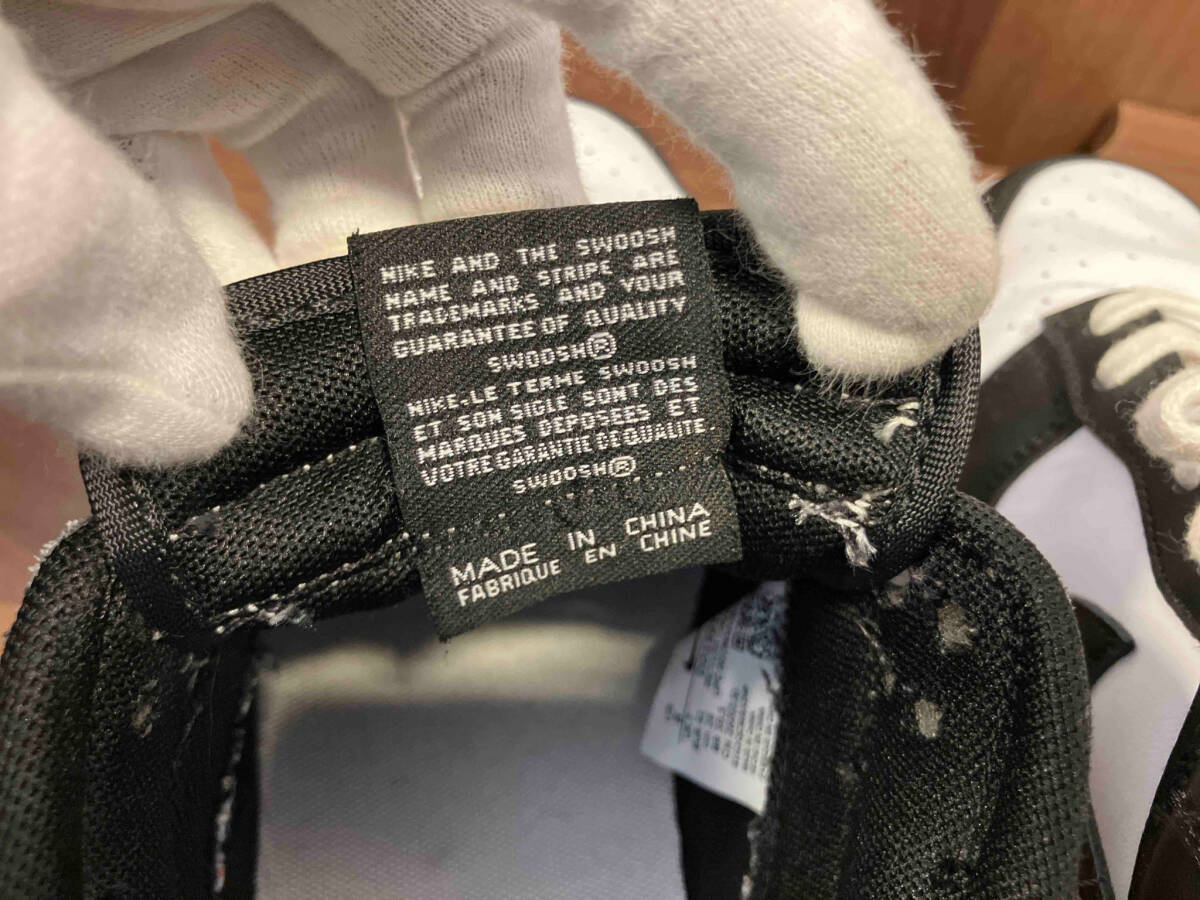 NIKE AND THE SWOOSH
NAME AND STRIPE ARE
TRADEMARKS AND YOUR
GUARANTEE OF QUALITY
SWOOSH®
NIKE-LE TERME SWOOSH
ET SON SIGLE SONT DES
MARQUES DEPOSEES ET
VOTRE GARANTIE DE QUALITE
SWOOSH®
MADE IN CHINA
FABRIQUE EN CHINE